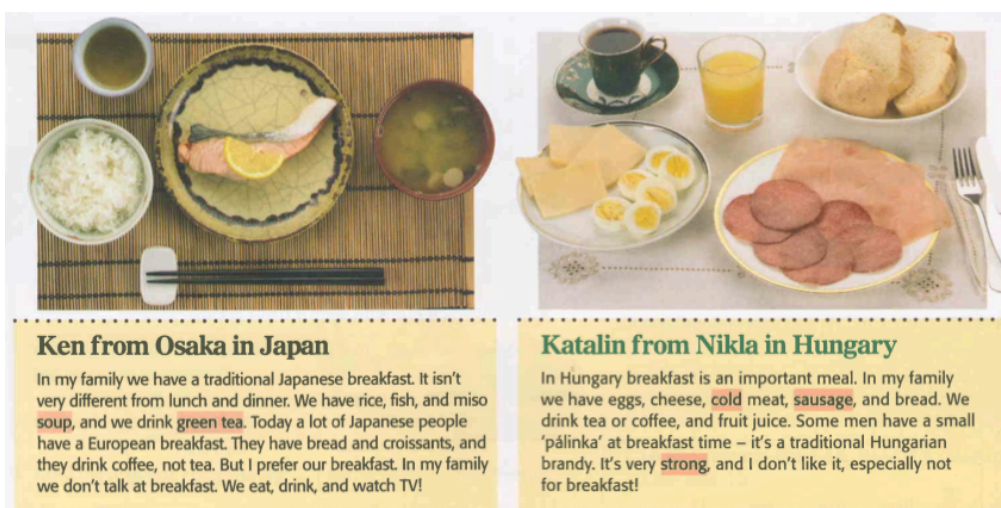 Ken from Osaka in Japan
In my family we have a traditional Japanese breakfast. It isn't
very different from lunch and dinner. We have rice, fish, and miso
soup, and we drink green tea. Today a lot of Japanese people
have a European breakfast. They have bread and croissants, and
they drink coffee, not tea. But I prefer our breakfast. In my family
we don't talk at breakfast. We eat, drink, and watch TV!
Katalin from Nikla in Hungary
In Hungary breakfast is an important meal. In my family
we have eggs, cheese, cold meat, sausage, and bread. We
drink tea or coffee, and fruit juice. Some men have a small
'pálinka' at breakfast time – it's a traditional Hungarian
brandy. It's very strong, and I don't like it, especially not
for breakfast!